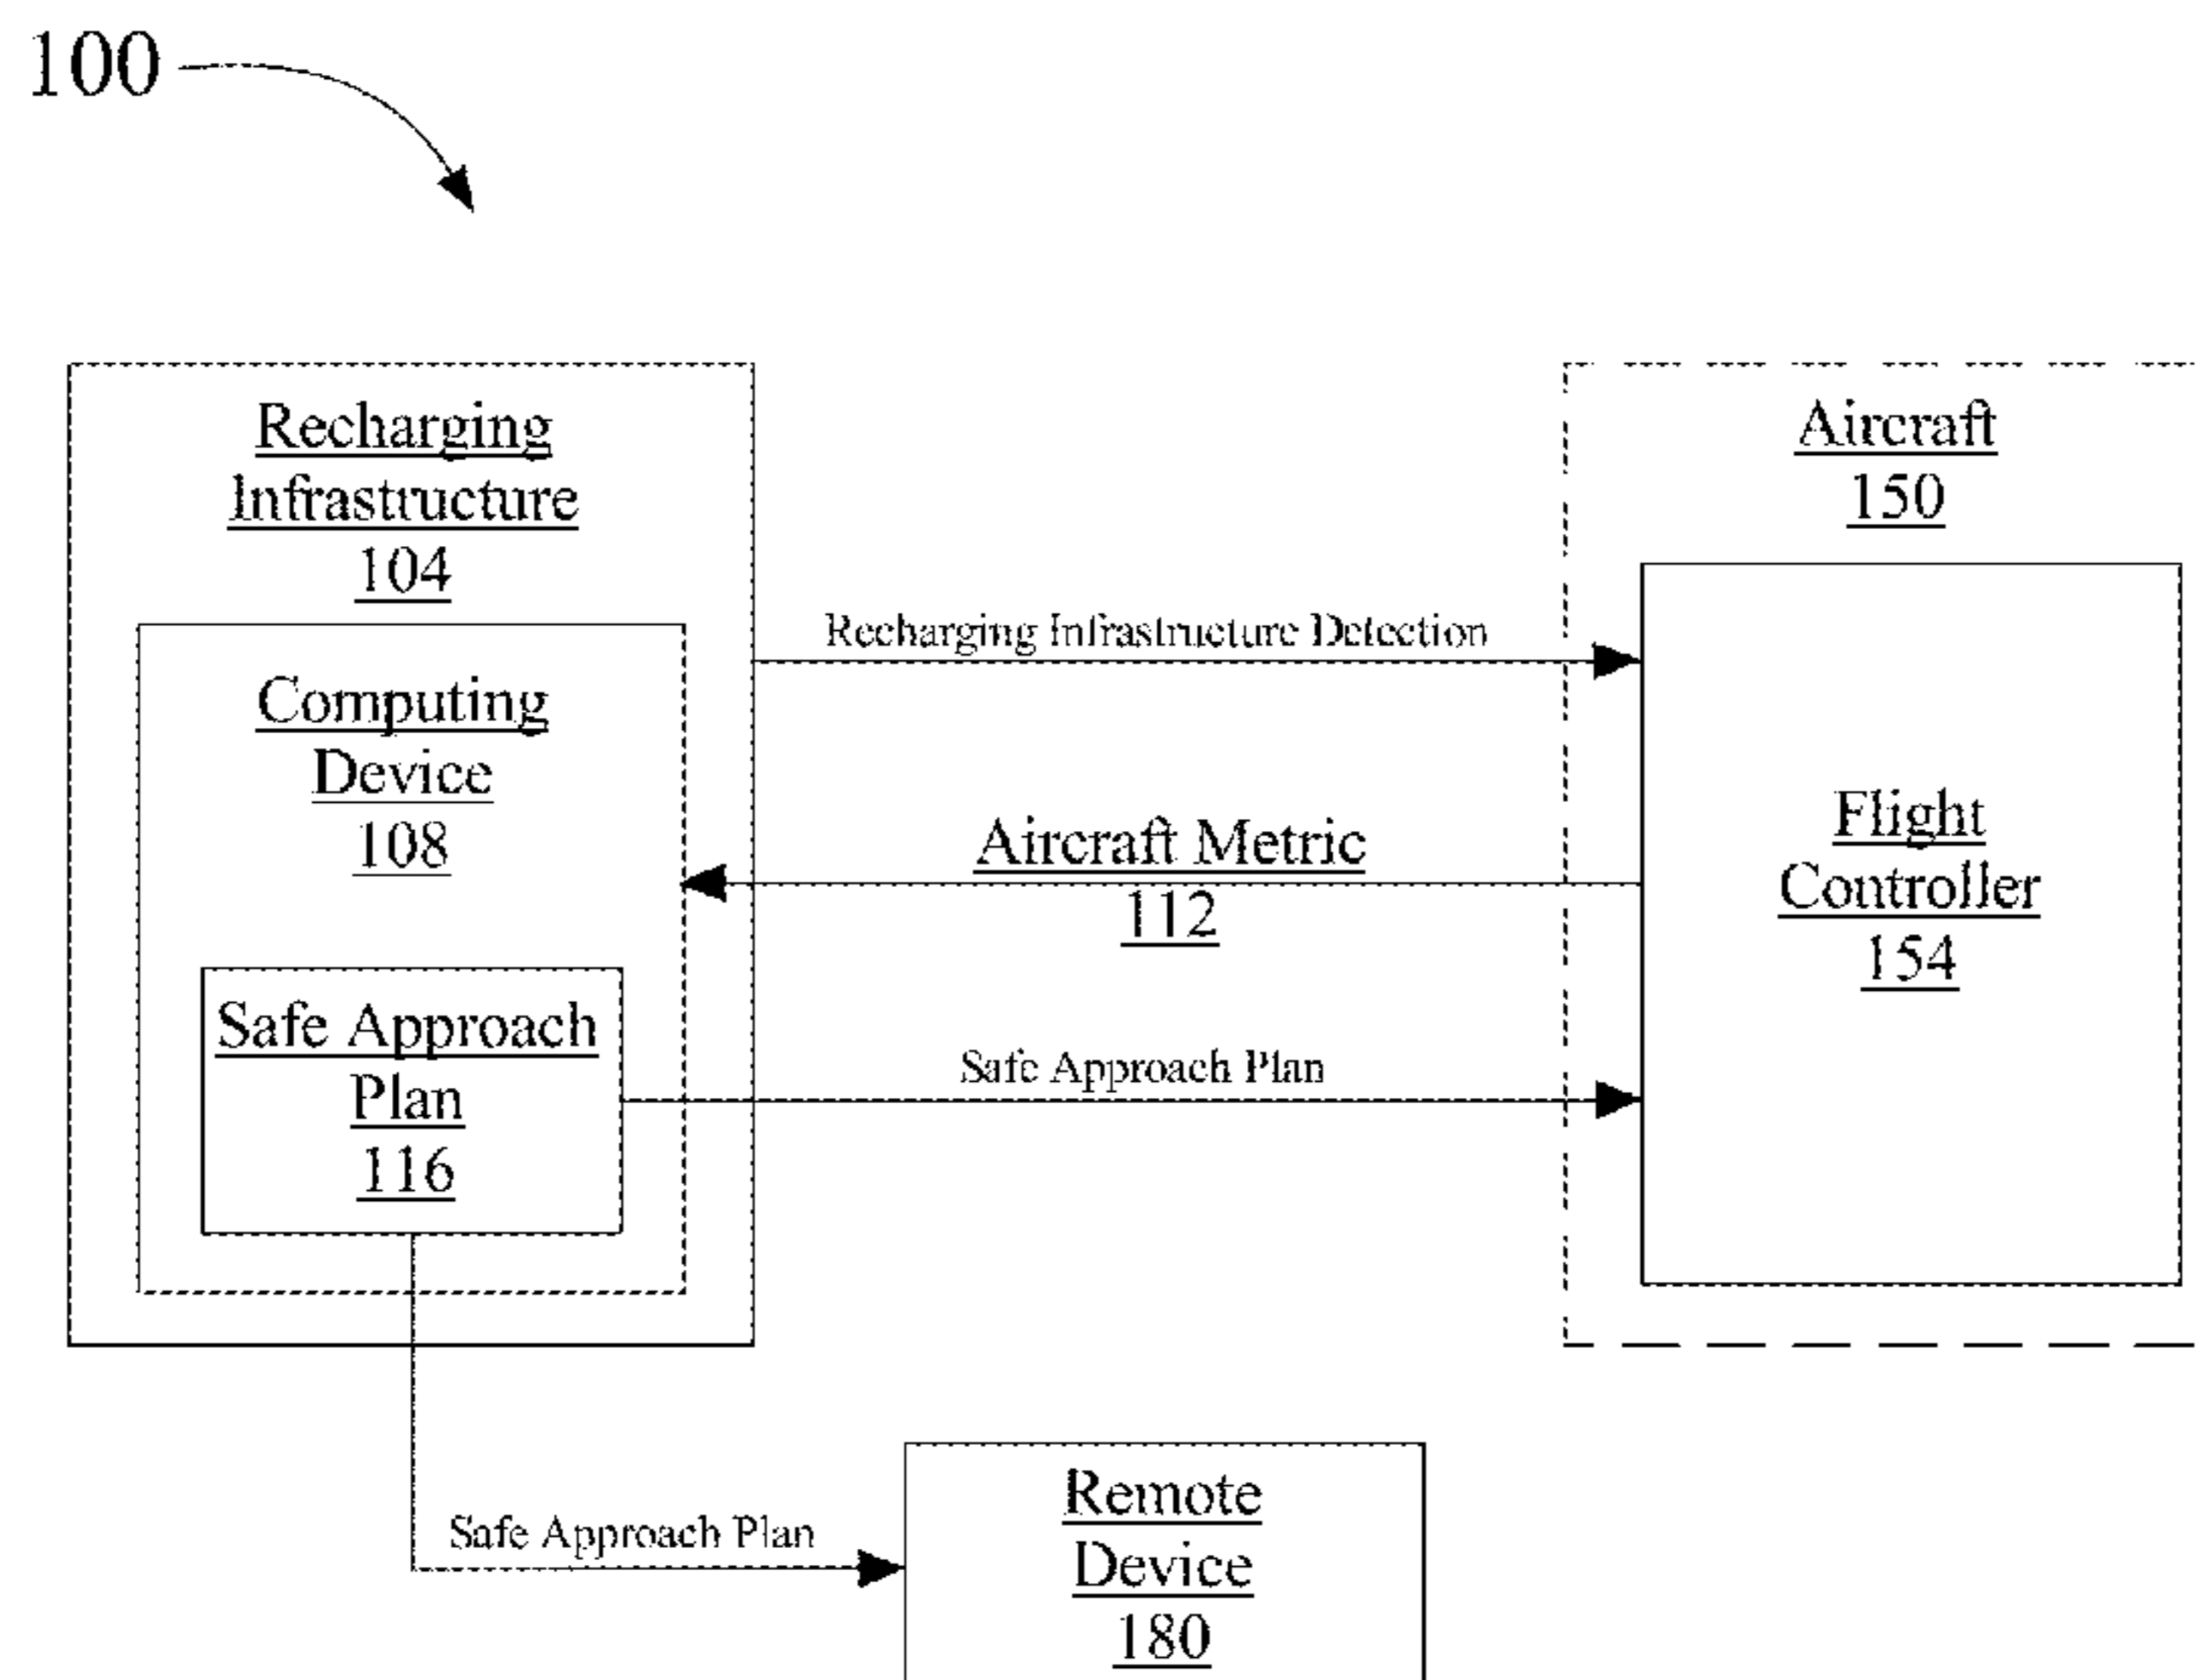 100
Recharging
Infrastructure
104
Computing
Device
108
Safe Approach
Plan
116
Recharging Infrastructure Detection
Aircraft Metric
112
Safe Approach Plan
Aircraft
150
Flight
Controller
154
Safe Approach Plan
Remote
Device
180